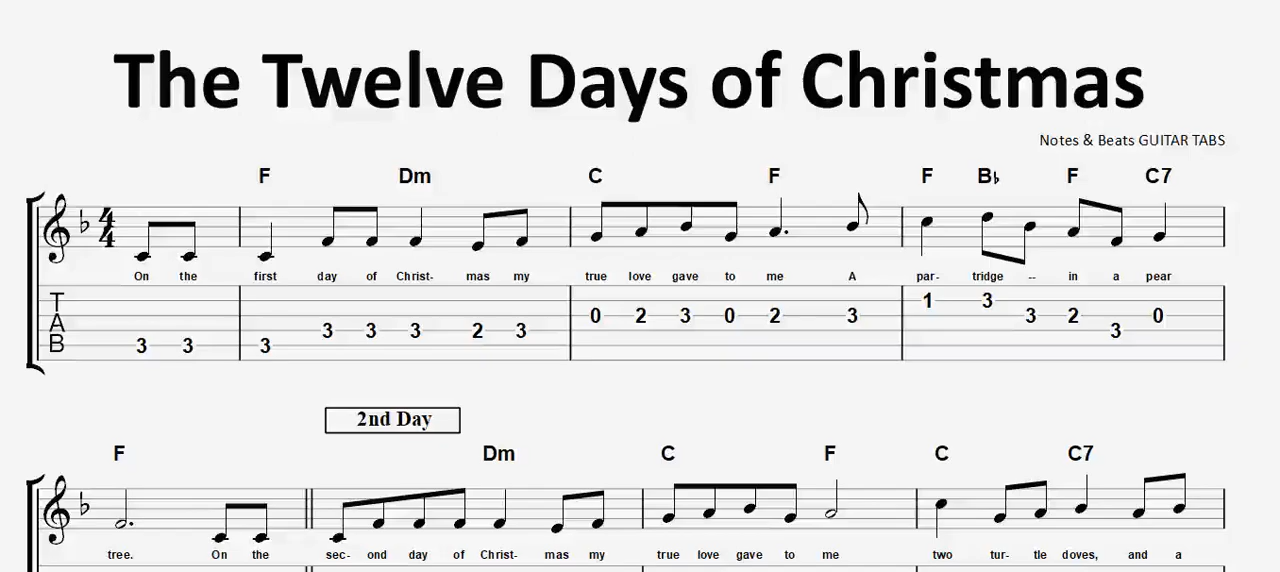 The Twelve Days of Christmas
Notes & Beats GUITAR TABS
F Dm C F F B♭ F C7
4
4
On the first day of Christ- mas my true love gave to me A par- tridge -- in a pear
T
A
B
1 3
0 2 3 0 2 3 3 2 0
3 3 3 2 3 3
3 3 3
2nd Day
F Dm C F C C7
tree. On the sec- ond day of Christ- mas my true love gave to me two tur- tle doves, and a